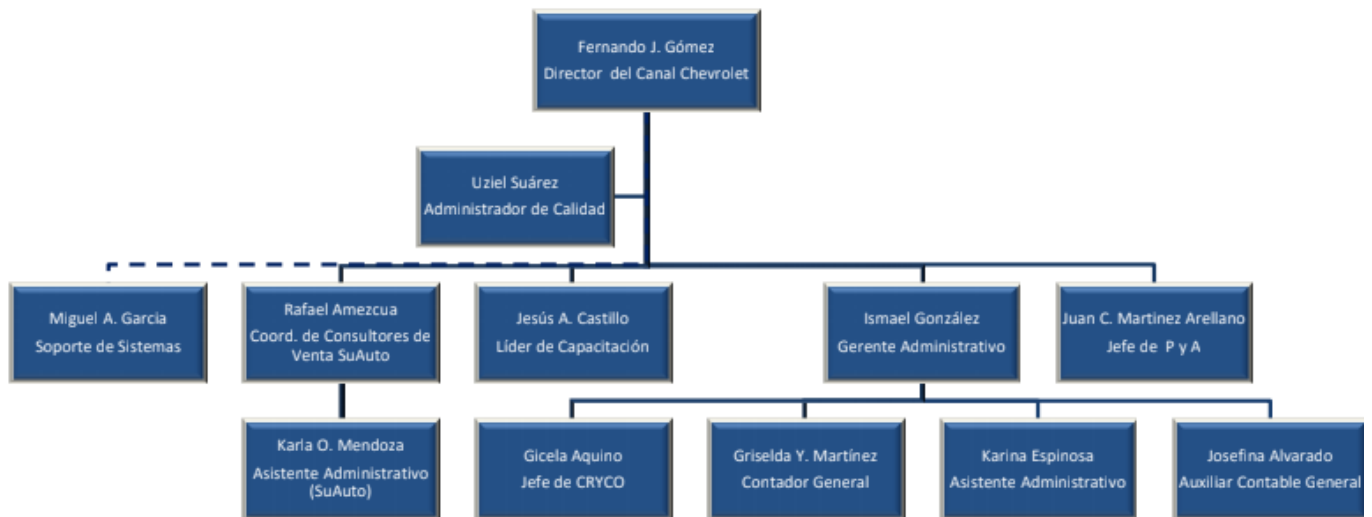 Fernando J. Gómez
Director del Canal Chevrolet
Uziel Suárez
Administrador de Calidad
Miguel A. Garcia
Soporte de Sistemas
Rafael Amezcua
Coord. de Consultores de
Venta SuAuto
Jesús A. Castillo
Líder de Capacitación
Ismael González
Gerente Administrativo
Juan C. Martinez Arellano
Jefe de P y A
Karla O. Mendoza
Asistente Administrativo
(SuAuto)
Gicela Aquino
Jefe de CRYCO
Griselda Y. Martínez
Contador General
Karina Espinosa
Asistente Administrativo
Josefina Alvarado
Auxiliar Contable General